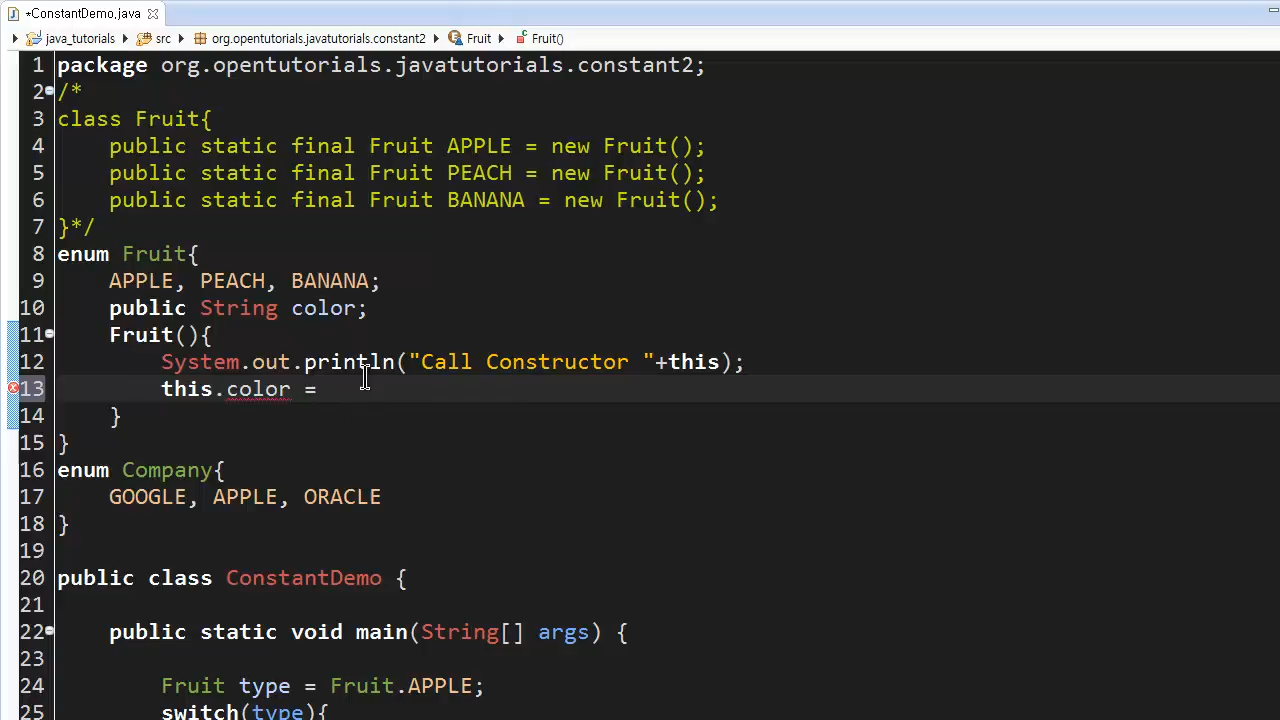 *ConstantDemo.java
java_tutorials src org.opentutorials.javatutorials.constant2 Fruit Fruit()
1 package org.opentutorials.javatutorials.constant2;
2 /*
3 class Fruit{
4 public static final Fruit APPLE = new Fruit();
5 public static final Fruit PEACH = new Fruit();
6 public static final Fruit BANANA = new Fruit();
7 }*/
8 enum Fruit{
9 APPLE, PEACH, BANANA;
10 public String color;
11 Fruit(){
12 System.out.println("Call Constructor "+this);
13 this.color =
14 }
15 }
16 enum Company{
17 GOOGLE, APPLE, ORACLE
18 }
19
20 public class ConstantDemo {
21
22 public static void main(String[] args) {
23
24 Fruit type = Fruit.APPLE;
25 switch(type){